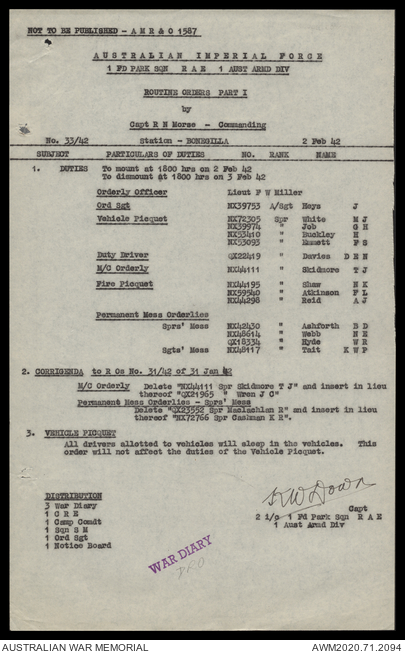 NOT TO BE PUBLISHED - A M R & O 1587
AUSTRALIAN IMPERIAL FORCE
1 FD PARK SQN R A E 1 AUST ARMD DIV
ROUTINE ORDERS PART I
by
Capt R N Morse - Commanding
No. 33/42 Station - BONEGILLA 2 Feb 42
SUBJECT PARTICULARS OF DUTIES NO. RANK NAME
1. DUTIES To mount at 1800 hrs on 2 Feb 42
To dismount at 1800 hrs on 3 Feb 42
Orderly Officer Lieut F W Miller
Ord Sgt NX39753 A/Sgt Hoys J
Vehicle Picquet NX72305 Spr White M J
NX39974 " Job G H
NX53410 " Buckley H
NX53093 " Emmett F S
Duty Driver QX22419 " Davies D R N
M/C Orderly NX44111 " Skidmore T J
Fire Picquet NX44195 " Shaw N K
NX59540 " Atkinson F L
NX44298 " Reid A J
Permanent Mess Orderlies
Sprs' Mess NX42430 " Ashforth B D
NX48614 " Webb N E
QX18334 " Hyde W R
Sgts' Mess NX48117 " Tait K W P
2. CORRIGENDA to R Os No. 31/42 of 31 Jan 42
M/C Orderly Delete "NX44111 Spr Skidmore T J" and insert in lieu
thereof "QX21965 " Wren J C"
Permanent Mess Orderlies - Sprs' Mess
Delete "QX23552 Spr Maclachlan R" and insert in lieu
thereof "NX72766 Spr Cashman K R".
3. VEHICLE PICQUET
All drivers allotted to vehicles will sleep in the vehicles. This
order will not affect the duties of the Vehicle Picquet.
DISTRIBUTION
3 War Diary
1 C R E
1 Camp Comdt
1 Sqn S M
1 Ord Sgt
1 Notice Board
Capt
2 i/c 1 Fd Park Sqn R A E
1 Aust Armd Div
WAR DIARY
AUSTRALIAN WAR MEMORIAL AWM2020.71.2094